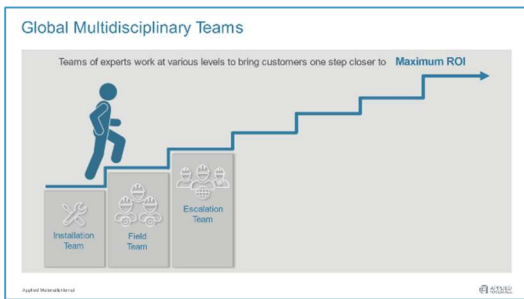 Global Multidisciplinary Teams
Teams of experts work at various levels to bring customers one step closer to Maximum ROI
Installation
Team
Field
Team
Escalation
Team
Applied Materials Internal
APPLIED